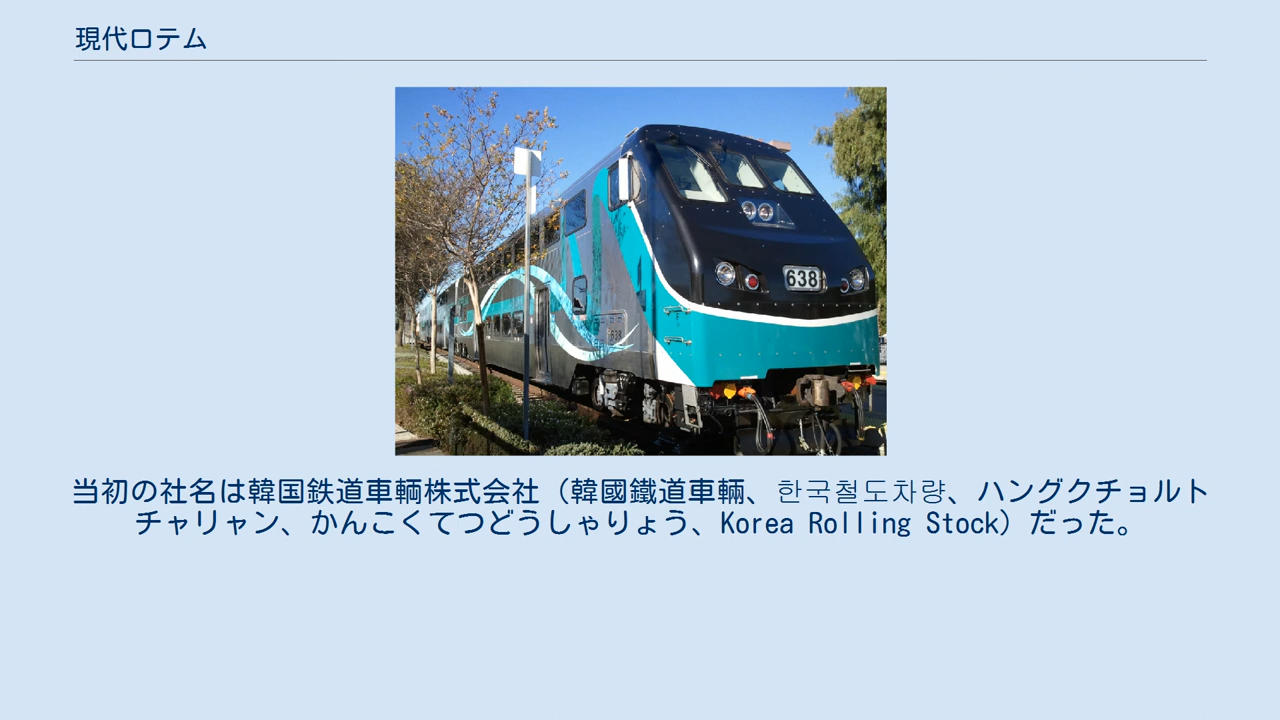 現代ロテム
638
638
当初の社名は韓国鉄道車輌株式会社（韓國鐵道車輛、한국철도차량、ハングクチョルト
チャリャン、かんこくてつどうしゃりょう、Korea Rolling Stock）だった。